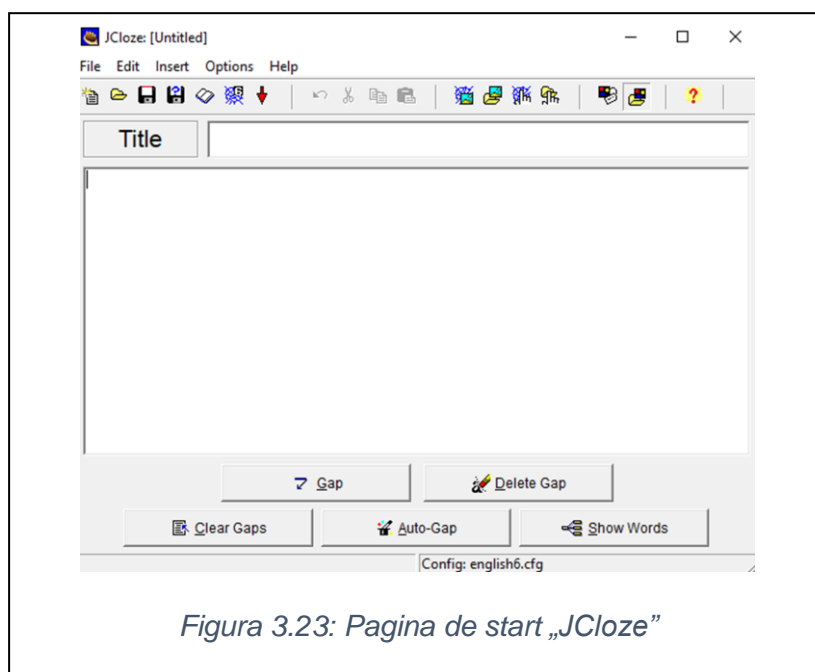 JCloze: [Untitled]
File Edit Insert Options Help
Title
Gap Delete Gap
Clear Gaps Auto-Gap Show Words
Config: english6.cfg
Figura 3.23: Pagina de start „JCloze”